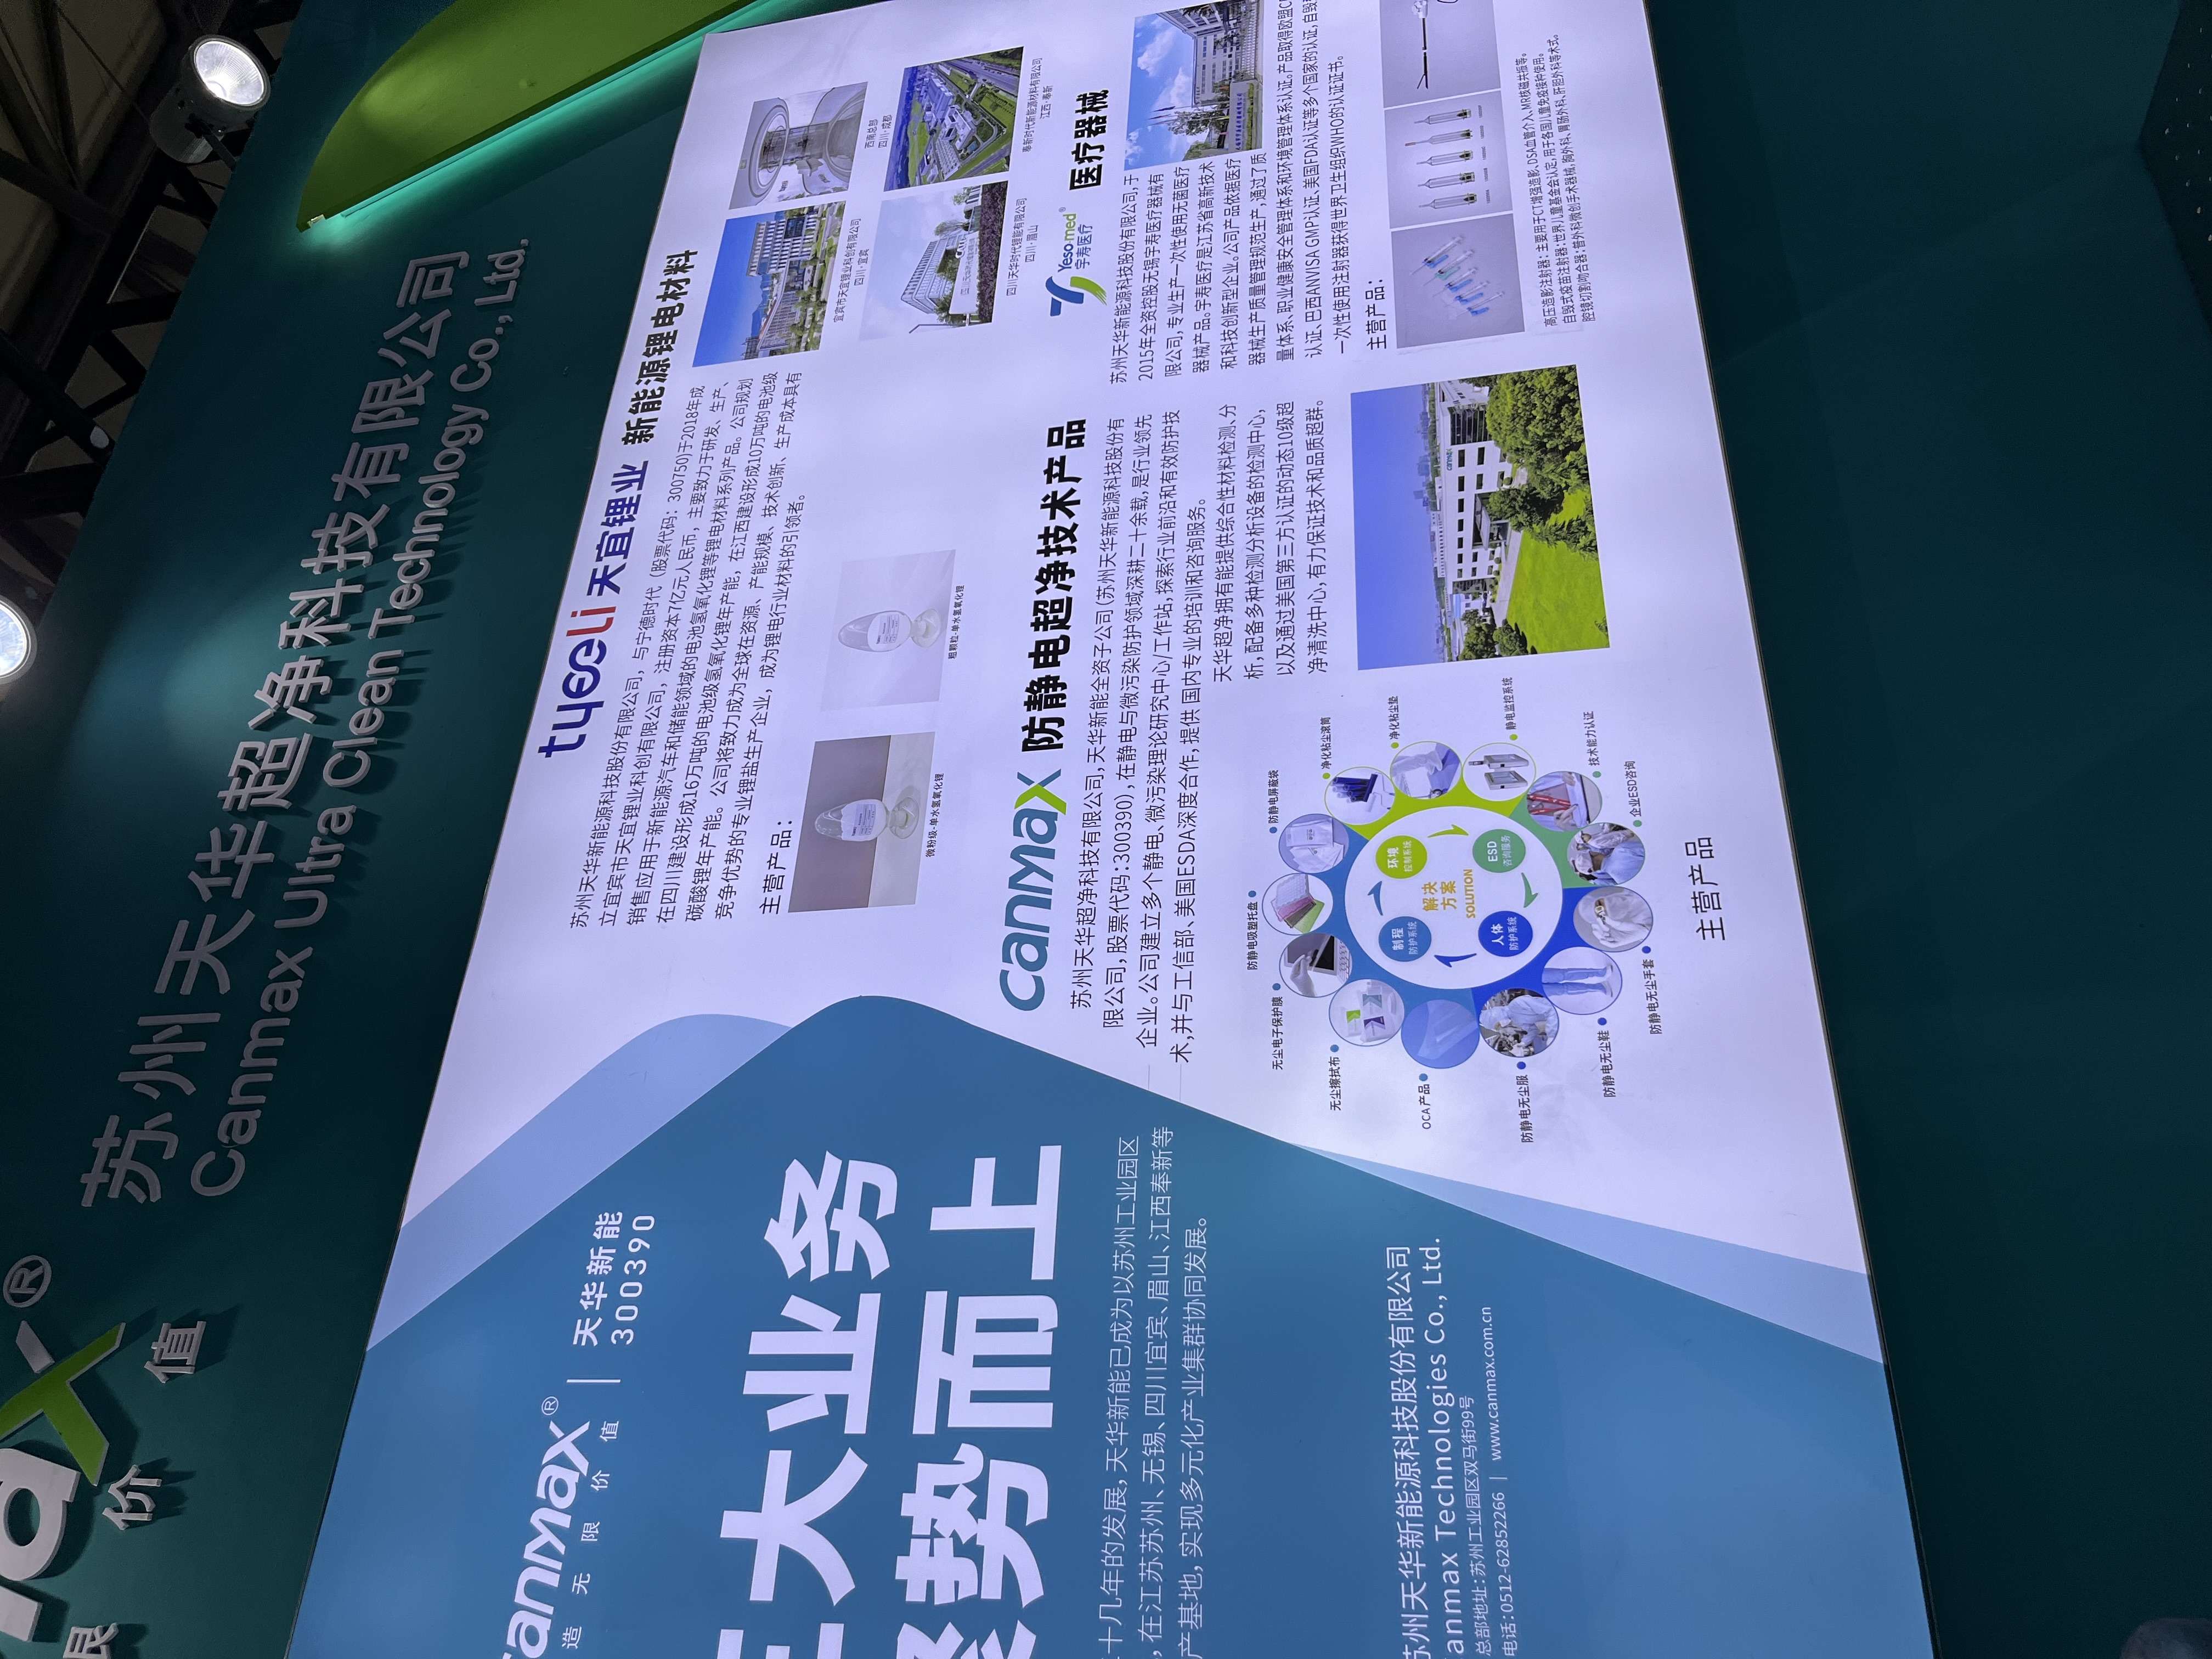 ®
限 价 值
苏州天华超净科技有限公司
Canmax Ultra Clean Technology Co., Ltd.
canmax®
造 无 限 价 值
天华新能
300390
三大业务
聚势而上
二十几年的发展,天华新能已成为以苏州工业园区
,在江苏苏州、无锡、四川宜宾、眉山、江西奉新等
产基地,实现多元化产业集群协同发展。
苏州天华新能源科技股份有限公司
Canmax Technologies Co., Ltd.
总部地址:苏州工业园区双马街99号
电话:0512-62852266 | www.canmax.com.cn
tyeeli 天宜锂业 新能源锂电材料
苏州天华新能源科技股份有限公司，与宁德时代（股票代码：300750)于2018年成
立宜宾市天宜锂业科创有限公司，注册资本7亿元人民币，主要致力于研发、生产、
销售应用于新能源汽车和储能领域的电池氢氧化锂等锂电材料系列产品。公司规划
在四川建设形成16万吨的电池级氢氧化锂年产能，在江西建设形成10万吨的电池级
碳酸锂年产能。公司将致力成为全球在资源、产能规模、技术创新、生产成本具有
竞争优势的专业锂盐生产企业，成为锂电行业材料的引领者。
主营产品：
微粉级-单水氢氧化锂
粗颗粒-单水氢氧化锂
宜宾市天宜锂业科创有限公司
四川·宜宾
西南总部
四川·成都
CATL
四川天华时代锂能有限公司
四川·眉山
奉新时代新能源材料有限公司
江西·奉新
canmax 防静电超净技术产品
苏州天华超净科技有限公司,天华新能全资子公司(苏州天华新能源科技股份有
限公司,股票代码:300390),在静电与微污染防护领域深耕二十余载,是行业领先
企业。公司建立多个静电、微污染理论研究中心/工作站,探索行业前沿和有效防护技
术,并与工信部、美国ESDA深度合作,提供 国内专业的培训和咨询服务。
天华超净拥有能提供综合性材料检测、分
析,配备多种检测分析设备的检测中心,
以及通过美国第三方认证的动态10级超
净清洗中心,有力保证技术和品质超群。
防静电吸塑托盘
无尘电子保护膜
防静电屏蔽袋
无尘擦拭布
净化粘尘滚筒
OCA产品
净化粘尘垫
防静电无尘服
静电监控系统
防静电无尘鞋
技术能力认证
防静电无尘手套
企业ESD咨询
制程
防护系统
环境
控制系统
解决
方案
SOLUTION
人体
防护系统
ESD
咨询服务
主营产品
canmax
Yeso·med®
宇寿医疗
医疗器械
苏州天华新能源科技股份有限公司,于
2015年全资控股无锡宇寿医疗器械有
限公司,专业生产一次性使用无菌医疗
器械产品。宇寿医疗是江苏省高新技术
和科技创新型企业。公司产品依据医疗
器械生产质量管理规范生产,通过了质
量体系、职业健康安全管理体系和环境管理体系认证。产品取得欧盟
认证、巴西ANVISA GMP认证、美国FDA认证等多个国家的认证,自毁
一次性使用注射器获得世界卫生组织WHO的认证证书。
主营产品：
高压造影注射器：主要用于CT增强造影、DSA血管介入、MR核磁共振等。
自毁式疫苗注射器:世界儿童基金会认定,用于各国儿童免疫接种使用。
腔镜切割吻合器:普外科微创手术器械,胸外科、胃肠外科、肝胆外科等术式。